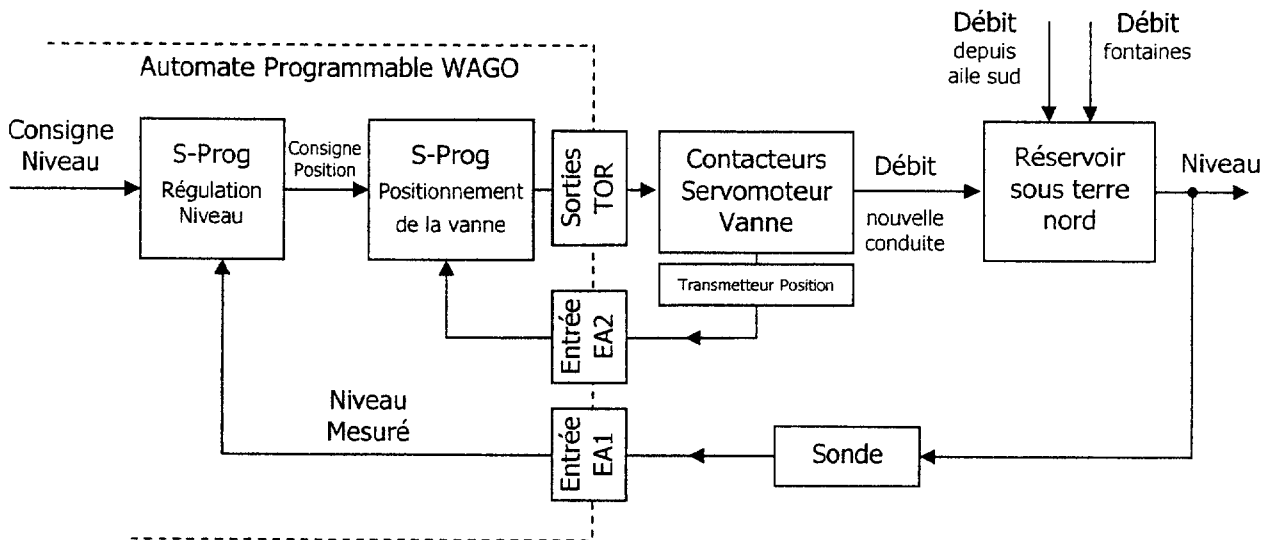 Automate Programmable WAGO
Débit
depuis
aile sud
Débit
fontaines
Consigne
Niveau
S-Prog
Régulation
Niveau
Consigne
Position
S-Prog
Positionnement
de la vanne
Sorties
TOR
Contacteurs
Servomoteur
Vanne
Débit
nouvelle
conduite
Réservoir
sous terre
nord
Niveau
Transmetteur Position
Entrée
EA2
Niveau
Mesuré
Entrée
EA1
Sonde